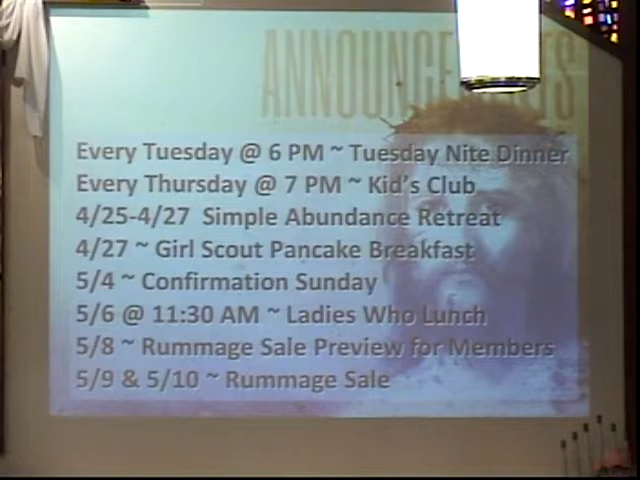 ANNOUNCEMENTS
Every Tuesday @ 6 PM ~ Tuesday Nite Dinner
Every Thursday @ 7 PM ~ Kid's Club
4/25-4/27 Simple Abundance Retreat
4/27 ~ Girl Scout Pancake Breakfast
5/4 ~ Confirmation Sunday
5/6 @ 11:30 AM ~ Ladies Who Lunch
5/8 ~ Rummage Sale Preview for Members
5/9 & 5/10 ~ Rummage Sale